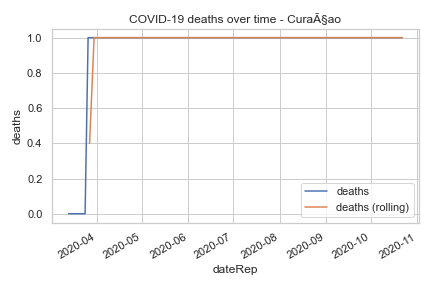 COVID-19 deaths over time - CuraÃ§ao
1.0
0.8
0.6
0.4
0.2
0.0
deaths
deaths
deaths (rolling)
2020-04
2020-05
2020-06
2020-07
2020-08
2020-09
2020-10
2020-11
dateRep